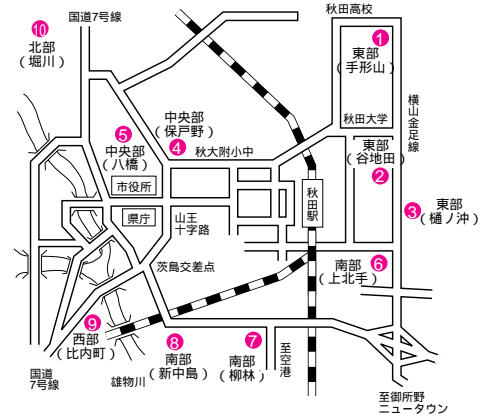 国道7号線
秋田高校
10
北部
(堀川)
1
東部
(手形山)
横山金足線
秋田大学
中央部
(保戸野)
5
中央部
(八橋)
4
秋大附小中
東部
(谷地田)
2
市役所
県庁
山王
十字路
秋田駅
3
東部
(樋ノ沖)
茨島交差点
南部
(上北手)
6
9
西部
(比内町)
8
南部
(新中島)
7
南部
(柳林)
至空港
国道
7号線
雄物川
至御所野
ニュータウン